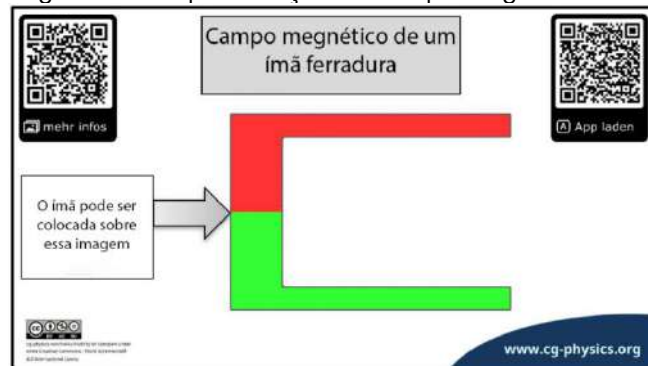 Campo megnético de um
ímã ferradura
mehr infos
App laden
O ímã pode ser
colocada sobre
essa imagem
www.cg-physics.org